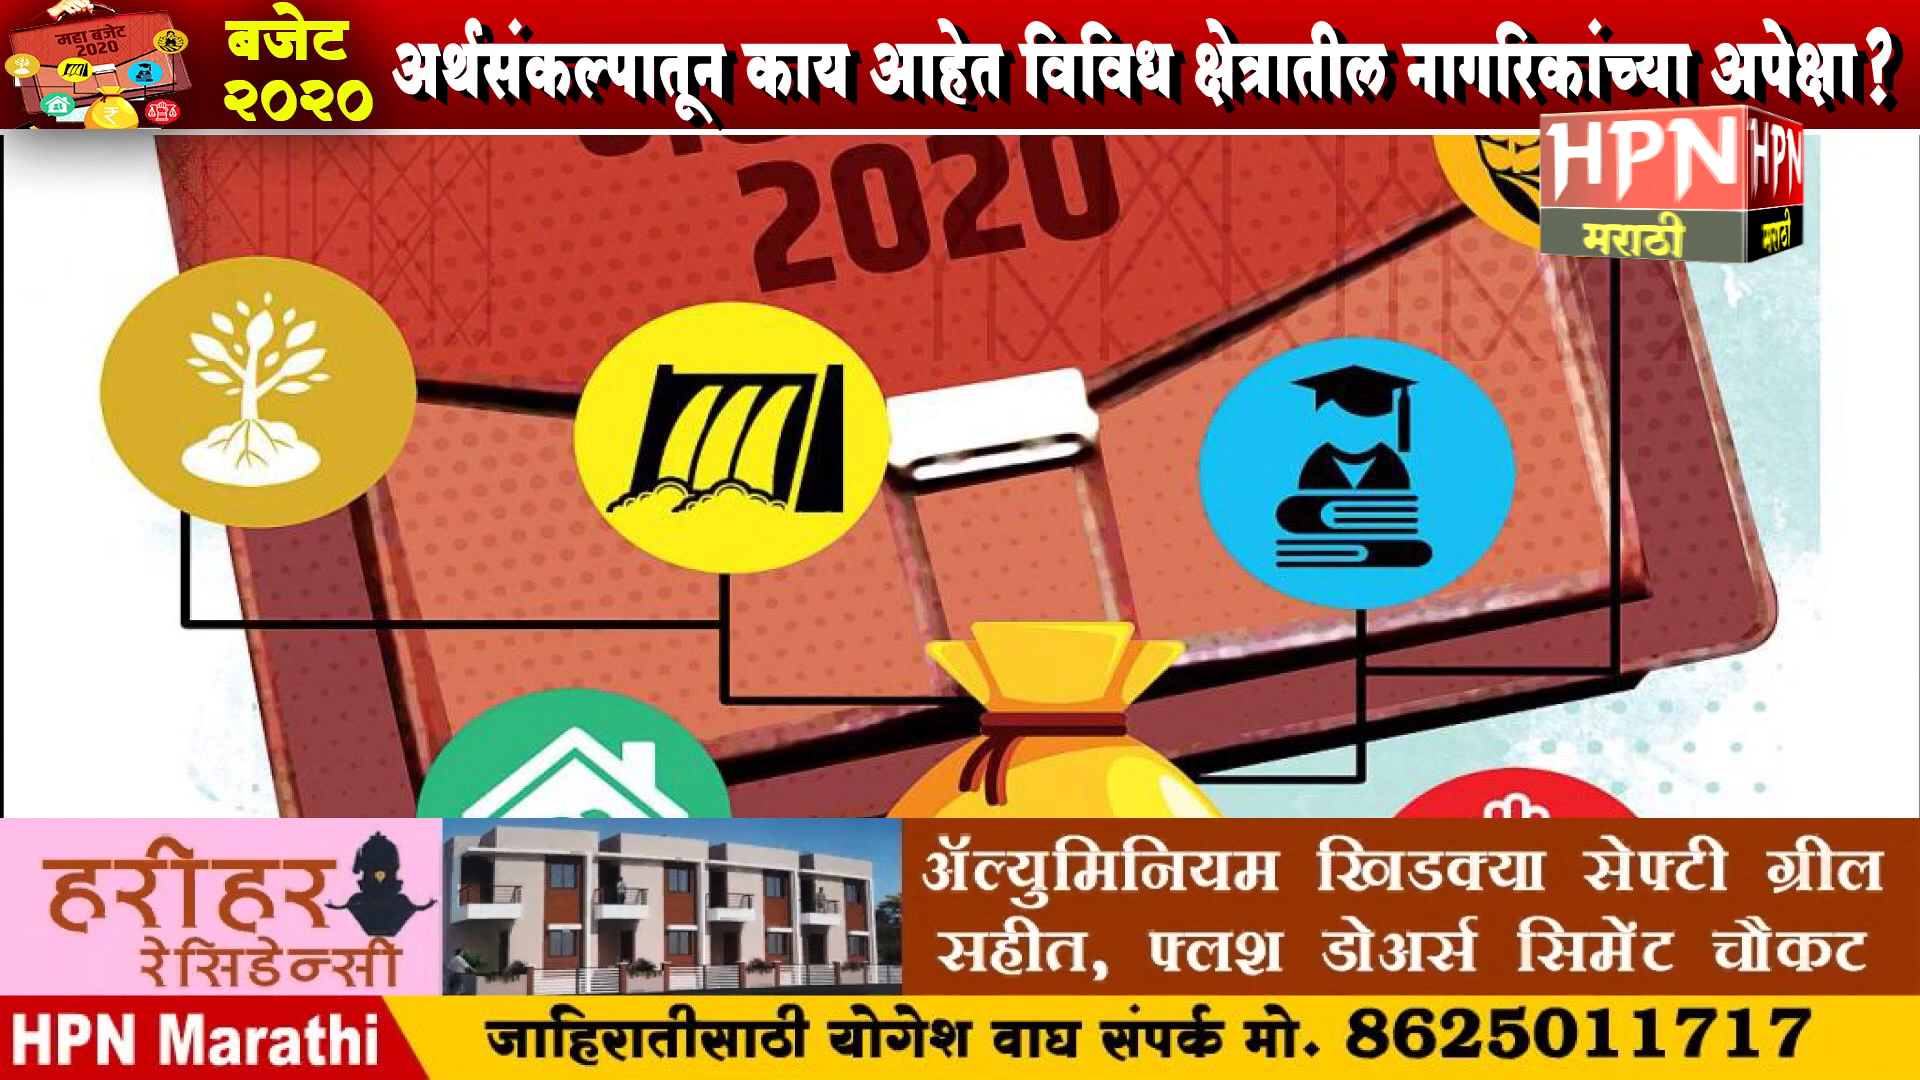 महा बजेट
2020
बजेट
२०२०
अर्थसंकल्पातून काय आहेत विविध क्षेत्रातील नागरिकांच्या अपेक्षा?
HPN
मराठी
HPN
मराठी
2020
हरीहर
रेसिडेन्सी
ॲल्युमिनियम खिडक्या सेफ्टी ग्रील
सहीत, फ्लश डोअर्स सिमेंट चौकट
HPN Marathi
जाहिरातीसाठी योगेश वाघ संपर्क मो. 8625011717